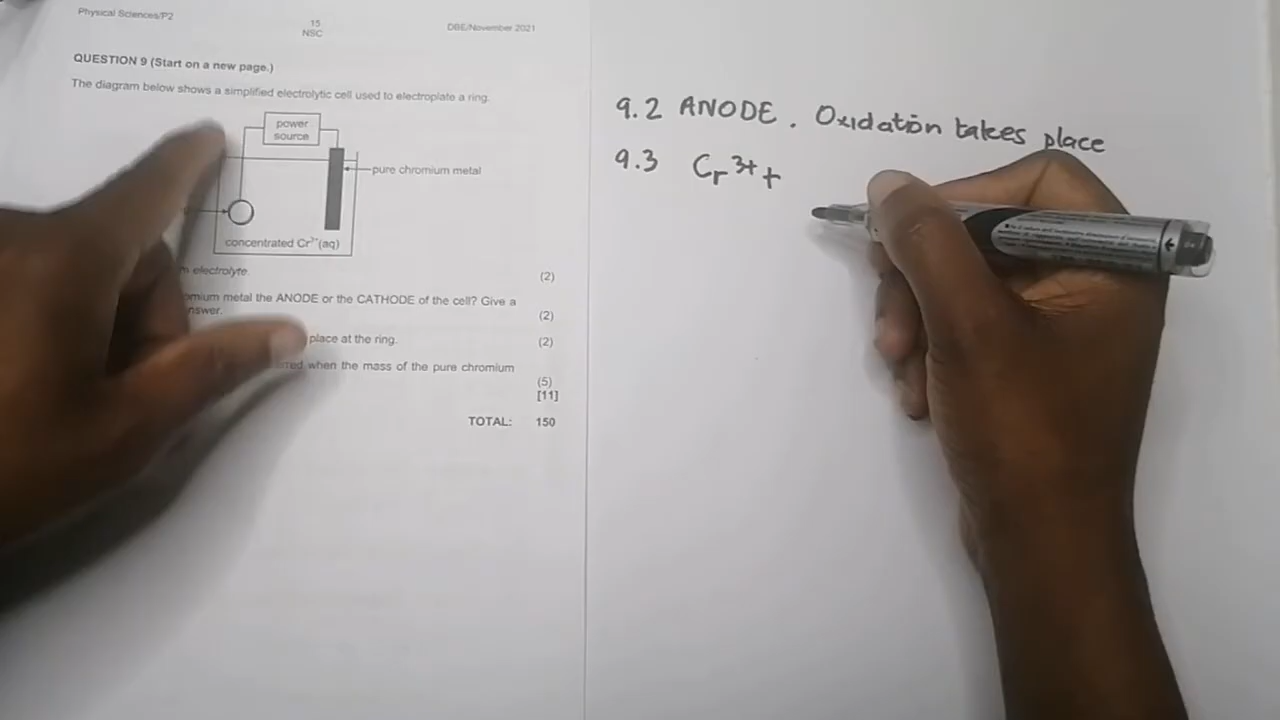 Physical Sciences/P2
15
NSC
DBE/November 2021
QUESTION 9 (Start on a new page.)
The diagram below shows a simplified electrolytic cell used to electroplate a ring.
power
source
pure chromium metal
concentrated Cr³⁺(aq)
electrolyte.
(2)
metal the ANODE or the CATHODE of the cell? Give a
(2)
place at the ring.
(2)
when the mass of the pure chromium
(5)
[11]
TOTAL: 150
9.2 ANODE. Oxidation takes place
9.3 Cr³⁺ +